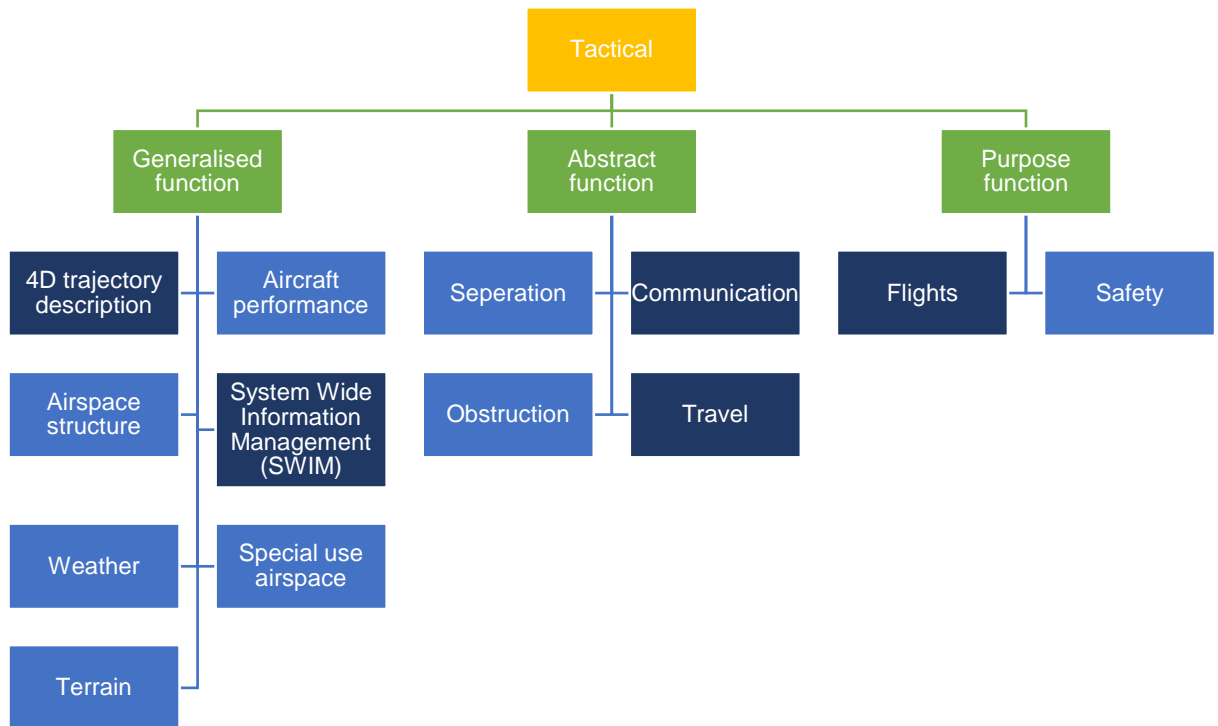 Tactical
Generalised
function
Abstract
function
Purpose
function
4D trajectory
description
Aircraft
performance
Seperation
Communication
Flights
Safety
Airspace
structure
System Wide
Information
Management
(SWIM)
Obstruction
Travel
Weather
Special use
airspace
Terrain